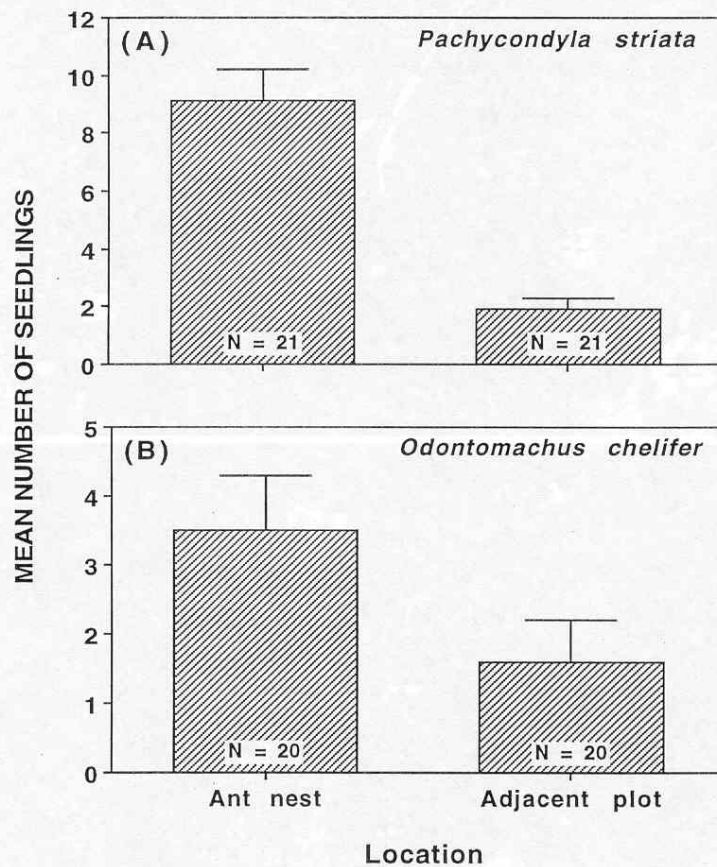 MEAN NUMBER OF SEEDLINGS
(A) Pachycondyla striata
12
10
8
6
4
2
0
N = 21 N = 21
(B) Odontomachus chelifer
5
4
3
2
1
0
N = 20 N = 20
Ant nest Adjacent plot
Location